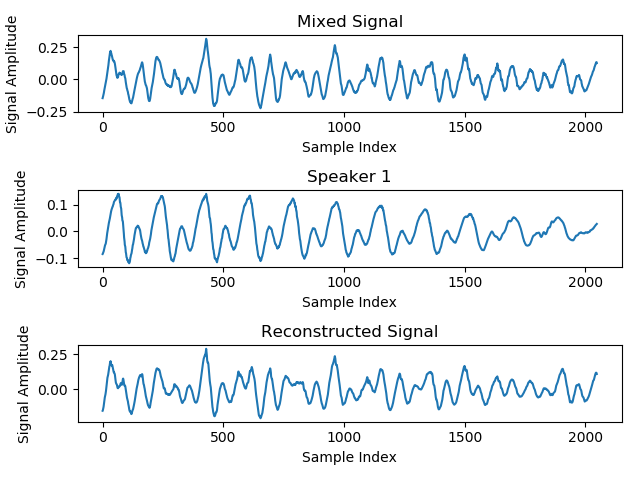 Mixed Signal
Signal Amplitude
0.25
0.00
−0.25
0 500 1000 1500 2000
Sample Index
Speaker 1
Signal Amplitude
0.1
0.0
−0.1
0 500 1000 1500 2000
Sample Index
Reconstructed Signal
Signal Amplitude
0.25
0.00
0 500 1000 1500 2000
Sample Index